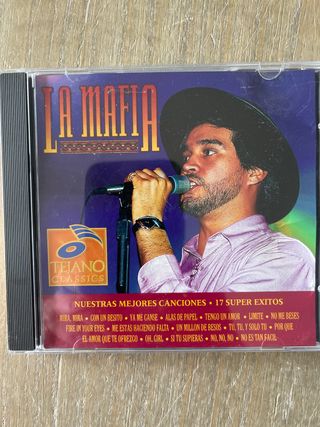 LA MAFIA
TEJANO
CLASSICS
NUESTRAS MEJORES CANCIONES • 17 SUPER EXITOS
MIRA, MIRA • CON UN BESITO • YA ME CANSE • ALAS DE PAPEL • TENGO UN AMOR • LIMITE • NO ME DEJES
FIRE IN YOUR EYES • ME ESTAS HACIENDO FALTA • UN MILLON DE BESOS • TU, TU, Y SOLO TU • POR QUE
EL AMOR QUE TE OFREZCO • OH, GIRL • SI TU SUPIERAS • NO, NO, NO • NO ES TAN FACIL